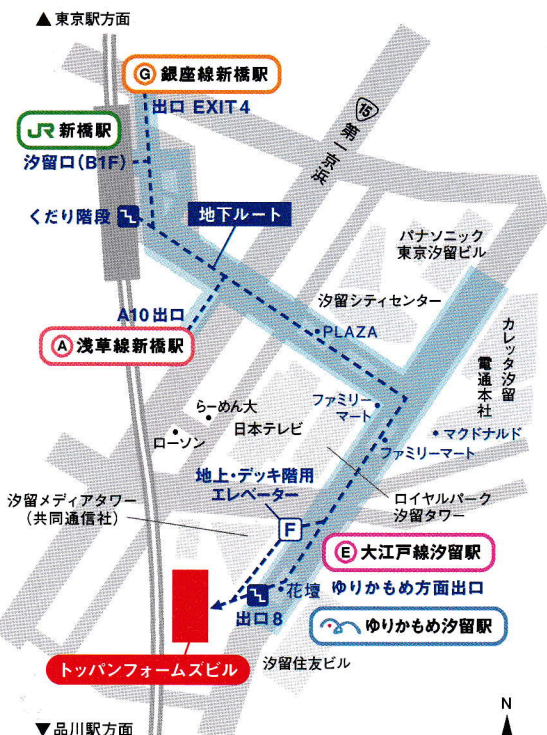 ▲東京駅方面
G 銀座線新橋駅
出口 EXIT4
JR 新橋駅
汐留口(B1F)
15
第一京浜
くだり階段
地下ルート
パナソニック
東京汐留ビル
汐留シティセンター
A10出口
PLAZA
A 浅草線新橋駅
カレッタ汐留
電通本社
ファミリー
マート
らーめん大
日本テレビ
ローソン
マクドナルド
ファミリーマート
地上・デッキ階用
エレベーター
ロイヤルパーク
汐留タワー
汐留メディアタワー
(共同通信社)
F
E 大江戸線汐留駅
花壇
ゆりかもめ方面出口
出口8
ゆりかもめ汐留駅
トッパンフォームズビル
汐留住友ビル
N
▼品川駅方面